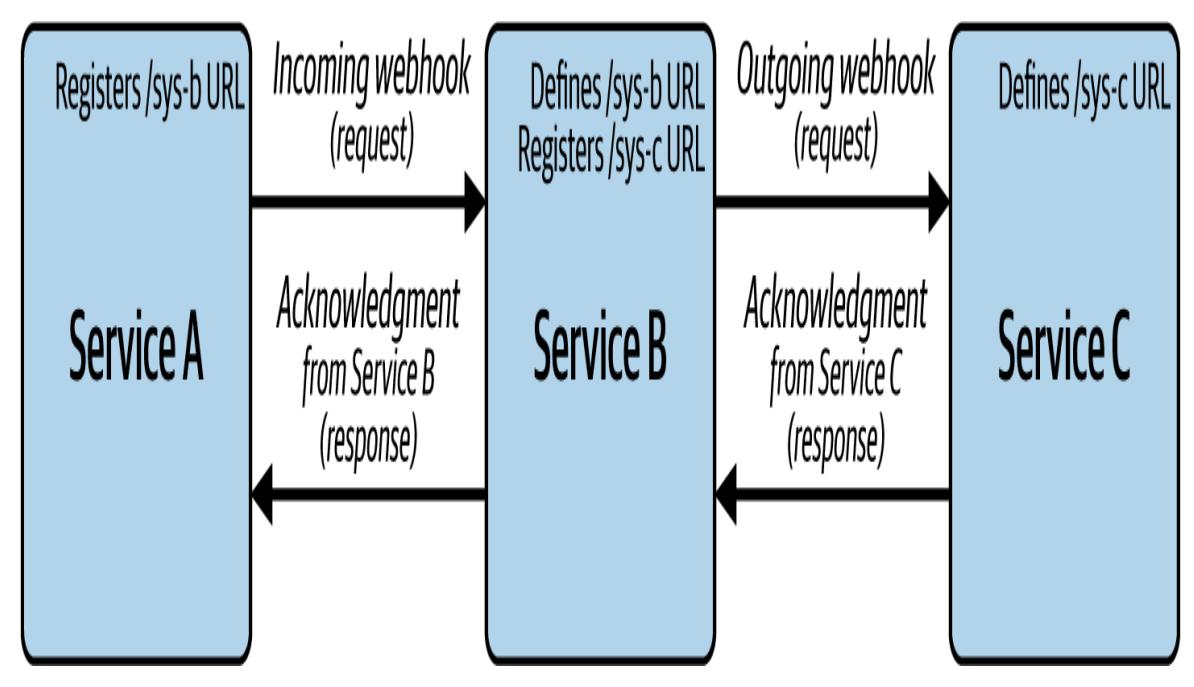 Registers /sys-b URL
Service A
Incoming webhook
(request)
Acknowledgment
from Service B
(response)
Defines /sys-b URL
Registers /sys-c URL
Service B
Outgoing webhook
(request)
Acknowledgment
from Service C
(response)
Defines /sys-c URL
Service C